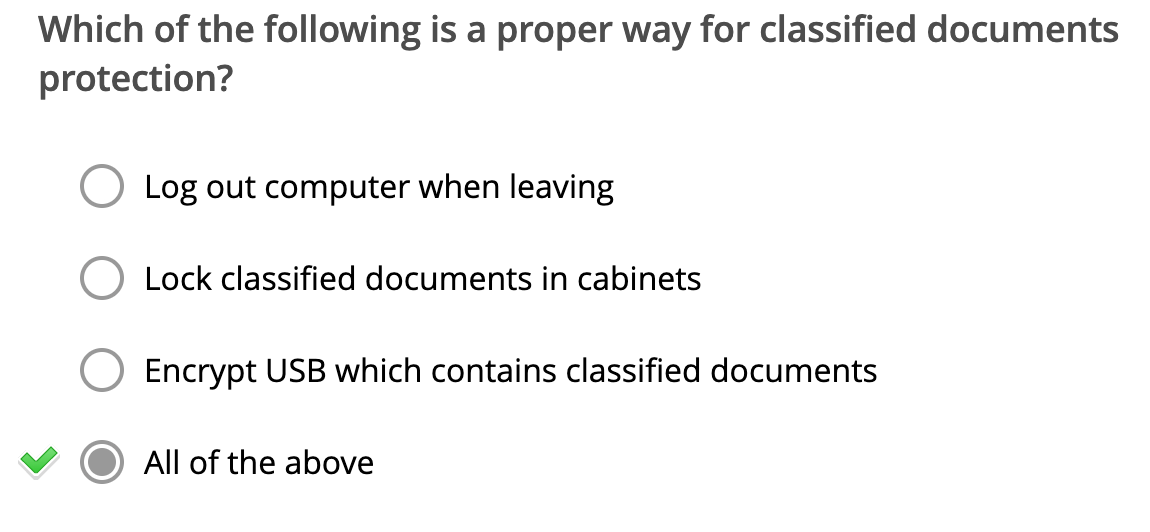 Which of the following is a proper way for classified documents
protection?
Log out computer when leaving
Lock classified documents in cabinets
Encrypt USB which contains classified documents
All of the above